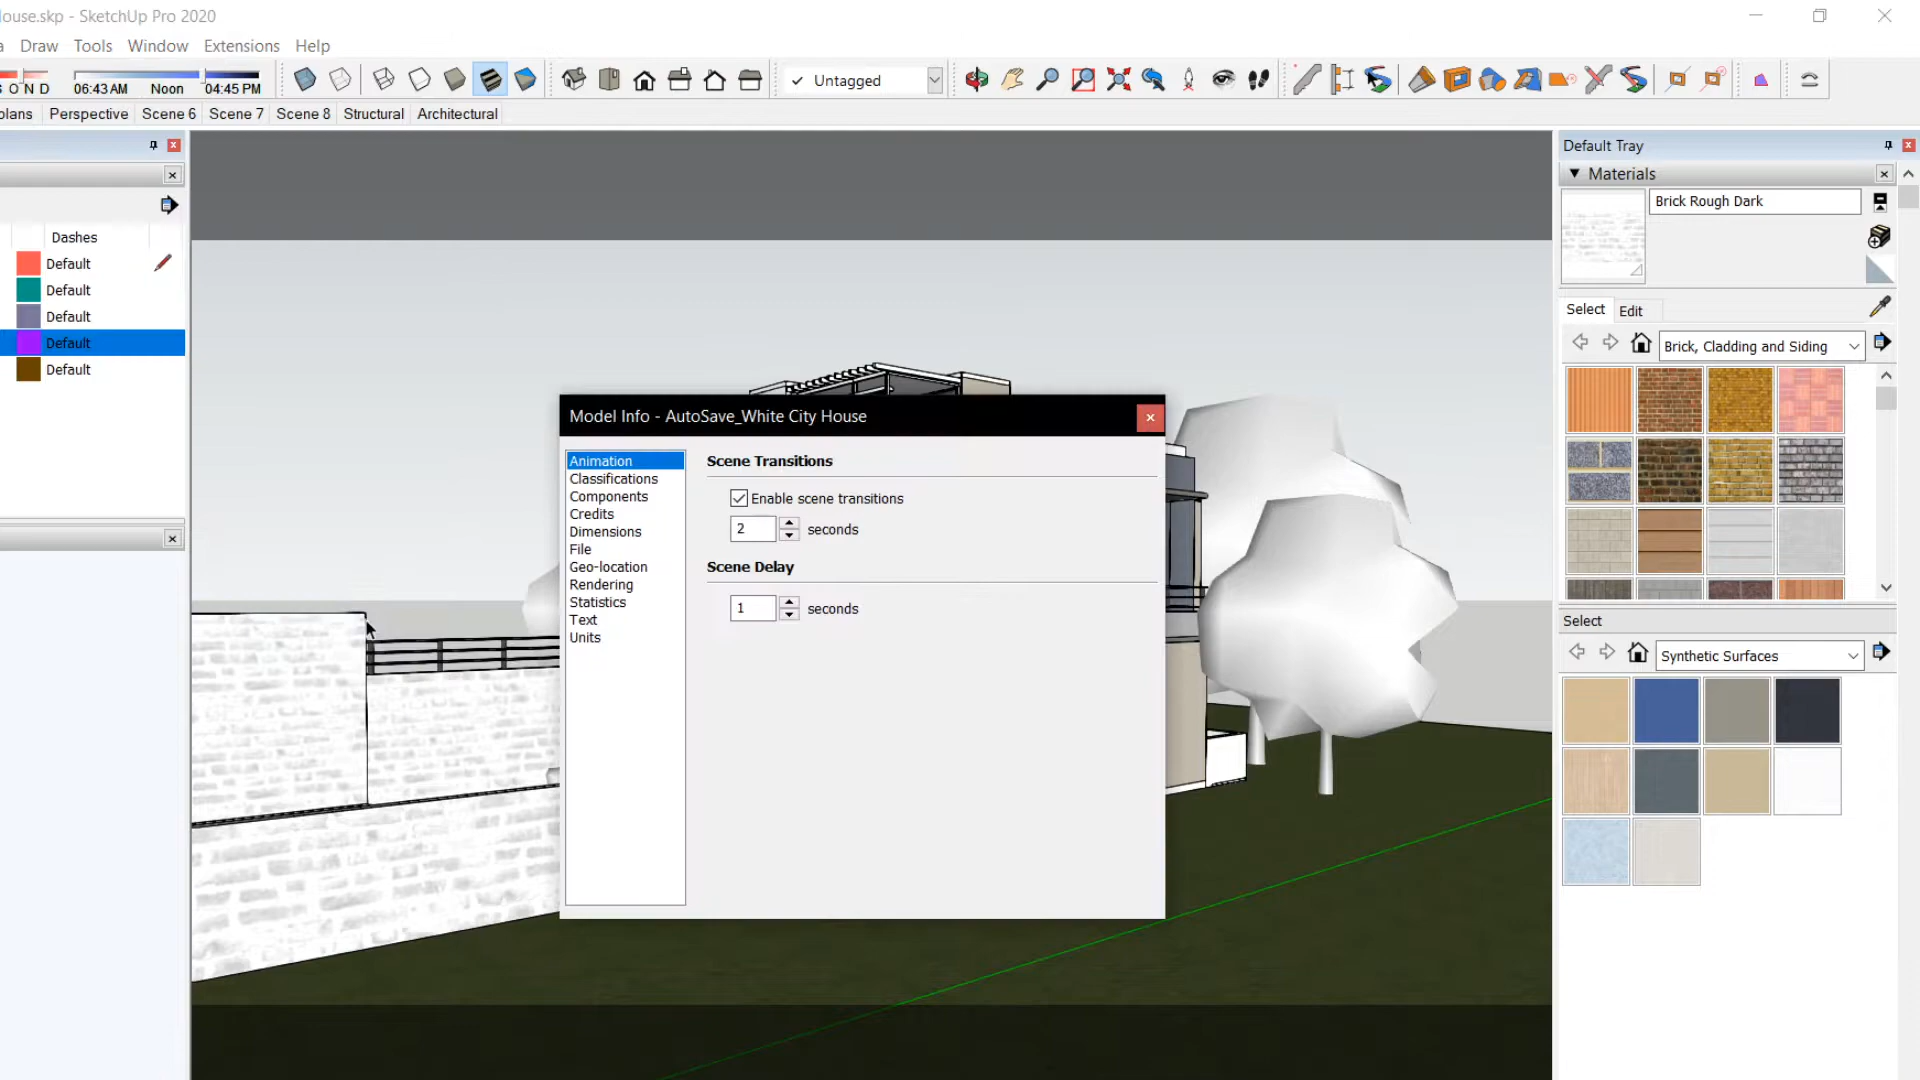 ouse.skp - SketchUp Pro 2020
a Draw Tools Window Extensions Help
S O N D 06:43 AM Noon 04:45 PM
Untagged
plans Perspective Scene 6 Scene 7 Scene 8 Structural Architectural
Dashes
Default
Default
Default
Default
Default
Model Info - AutoSave_White City House
Animation
Classifications
Components
Credits
Dimensions
File
Geo-location
Rendering
Statistics
Text
Units
Scene Transitions
Enable scene transitions
2 seconds
Scene Delay
1 seconds
Default Tray
Materials
Brick Rough Dark
Select Edit
Brick, Cladding and Siding
Select
Synthetic Surfaces